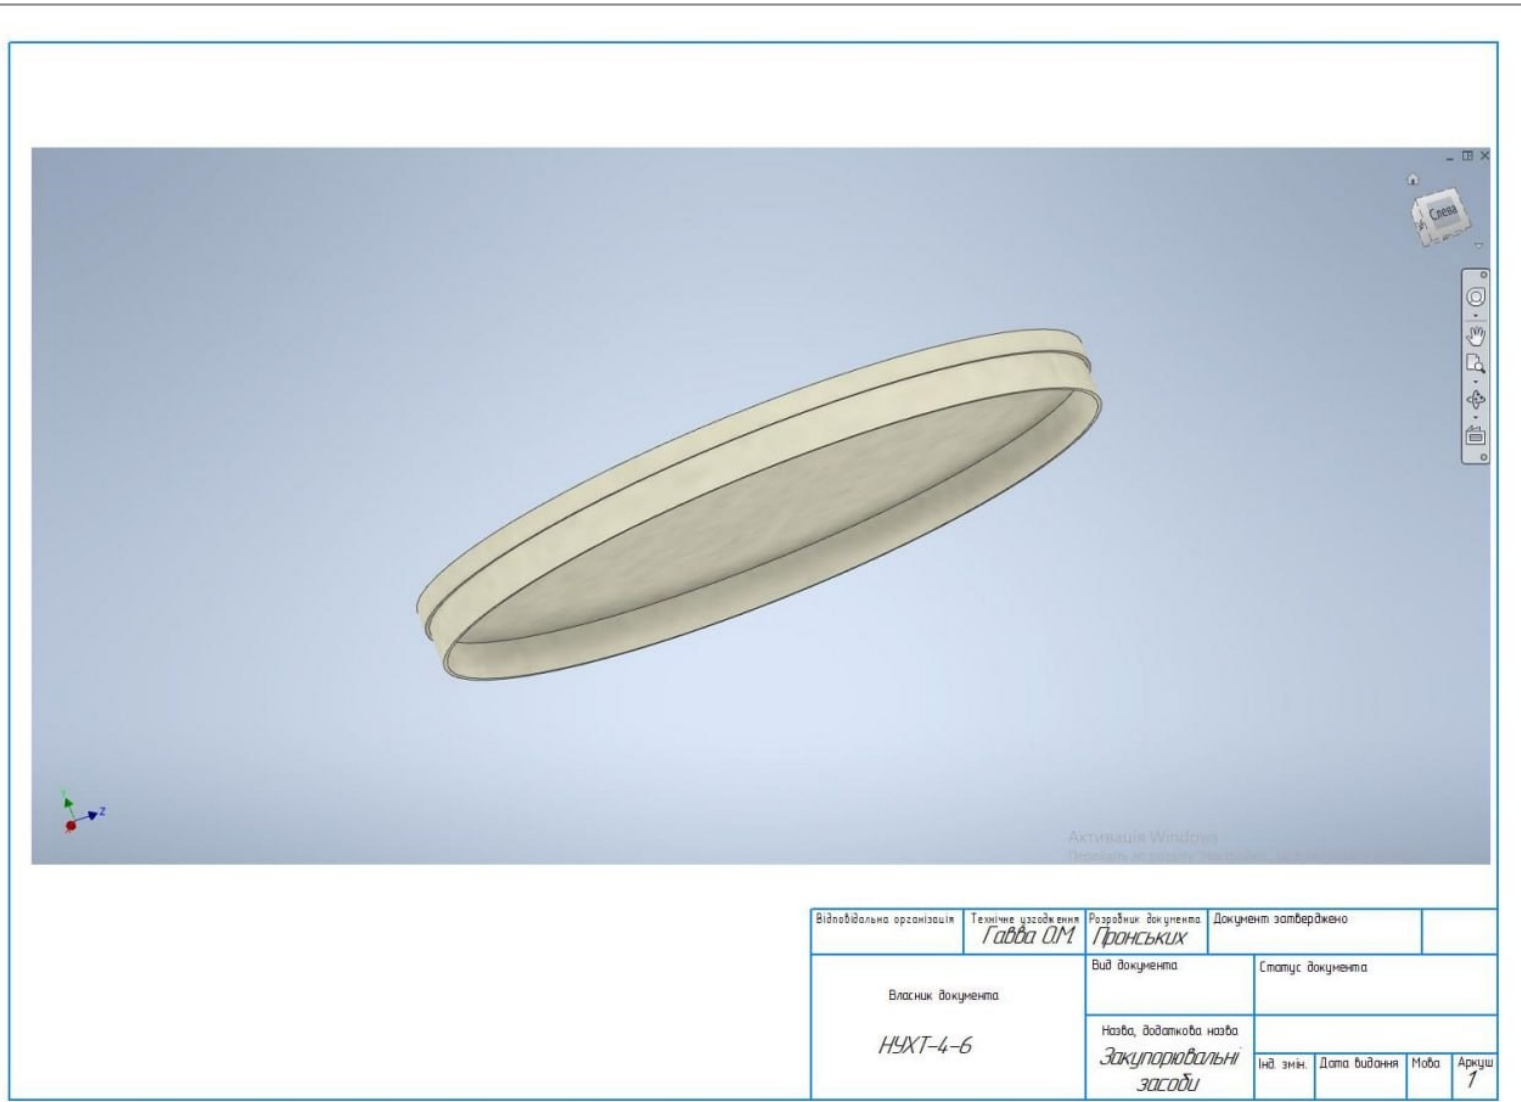 Слева
Y
Z
Активація Windows
Відповідальна організація
Технічне узгодження
Гавва О.М.
Розробник документа
Пронських
Документ затверджено
Власник документа
НУХТ-4-6
Вид документа
Статус документа
Назва, додаткова назва
Закупорювальні
засоби
Інд. змін.
Дата видання
Мова
Аркуш
1